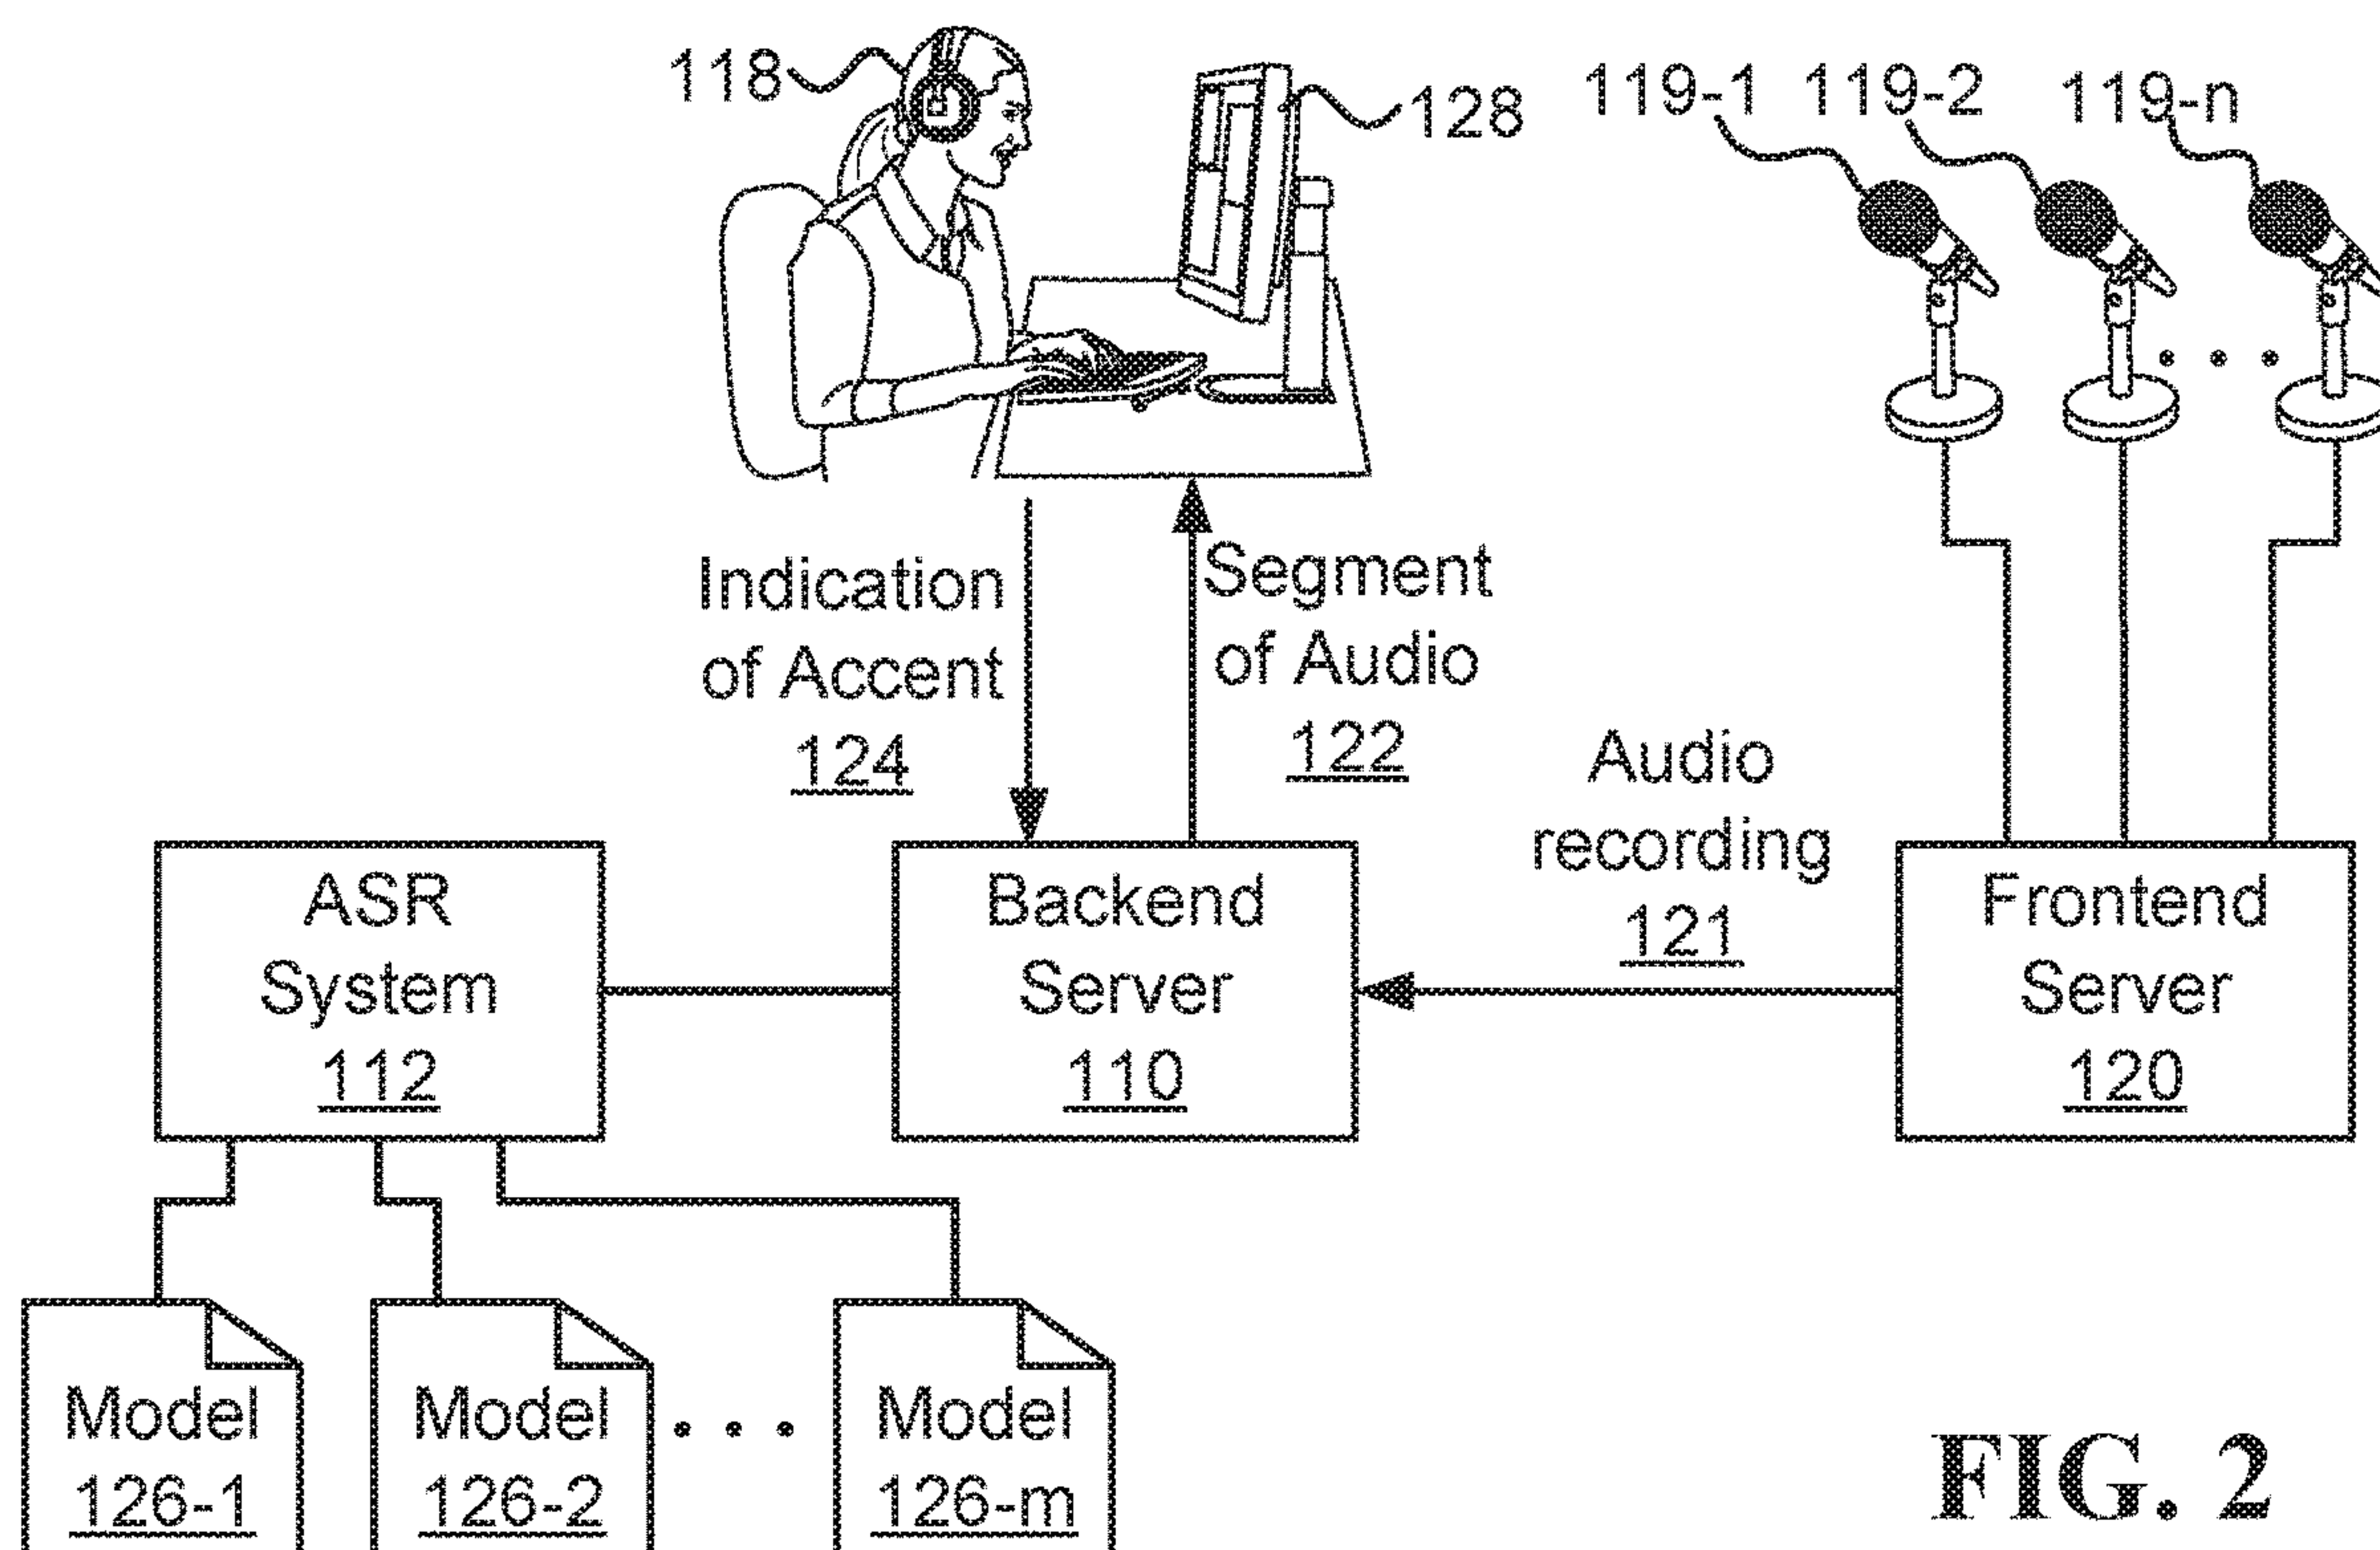 118
128
119-1 119-2 119-n
Indication
of Accent
124
Segment
of Audio
122
Audio
recording
121
ASR
System
112
Backend
Server
110
Frontend
Server
120
Model
126-1
Model
126-2
Model
126-m
FIG. 2